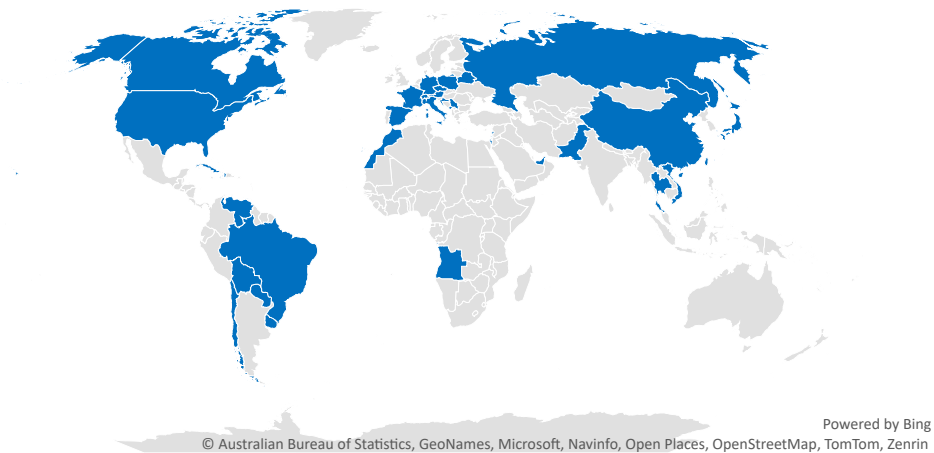 Powered by Bing
© Australian Bureau of Statistics, GeoNames, Microsoft, Navinfo, Open Places, OpenStreetMap, TomTom, Zenrin